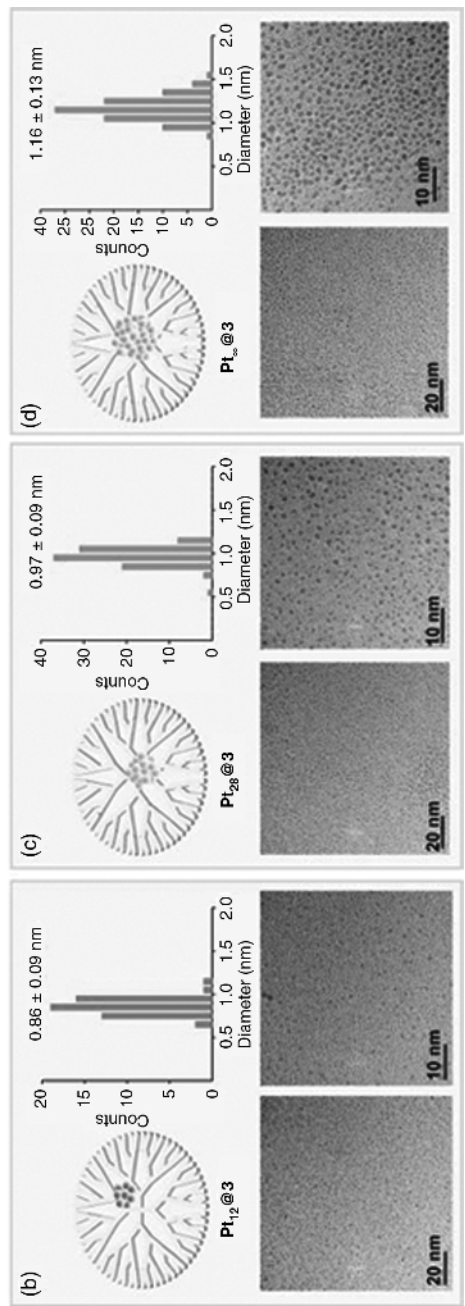 (b)
0.86 ± 0.09 nm
20
15
10
5
0
Counts
0.5 1.0 1.5 2.0
Diameter (nm)
Pt₁₂@3
20 nm
10 nm
(c)
0.97 ± 0.09 nm
40
30
20
10
0
Counts
0.5 1.0 1.5 2.0
Diameter (nm)
Pt₂₈@3
20 nm
10 nm
(d)
1.16 ± 0.13 nm
40
35
30
25
20
15
10
5
0
Counts
0.5 1.0 1.5 2.0
Diameter (nm)
20 nm
10 nm